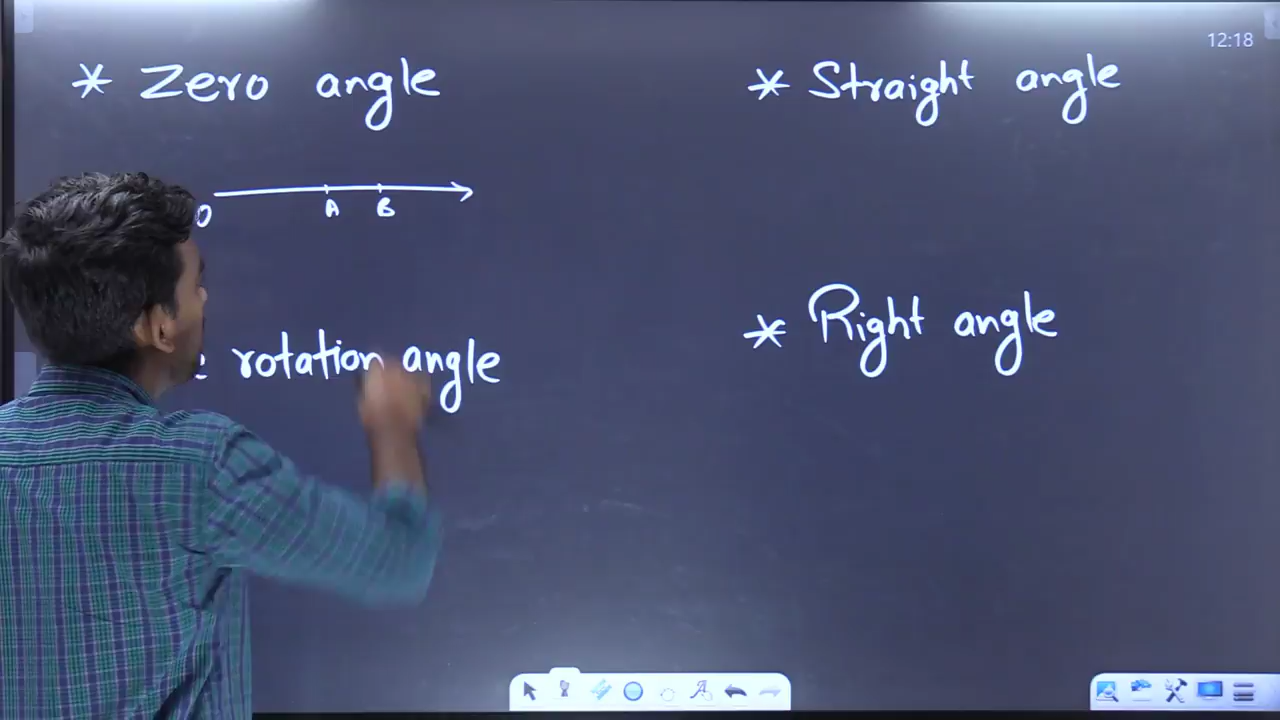 12:18
* Zero angle
O A B
rotation angle
* Straight angle
* Right angle